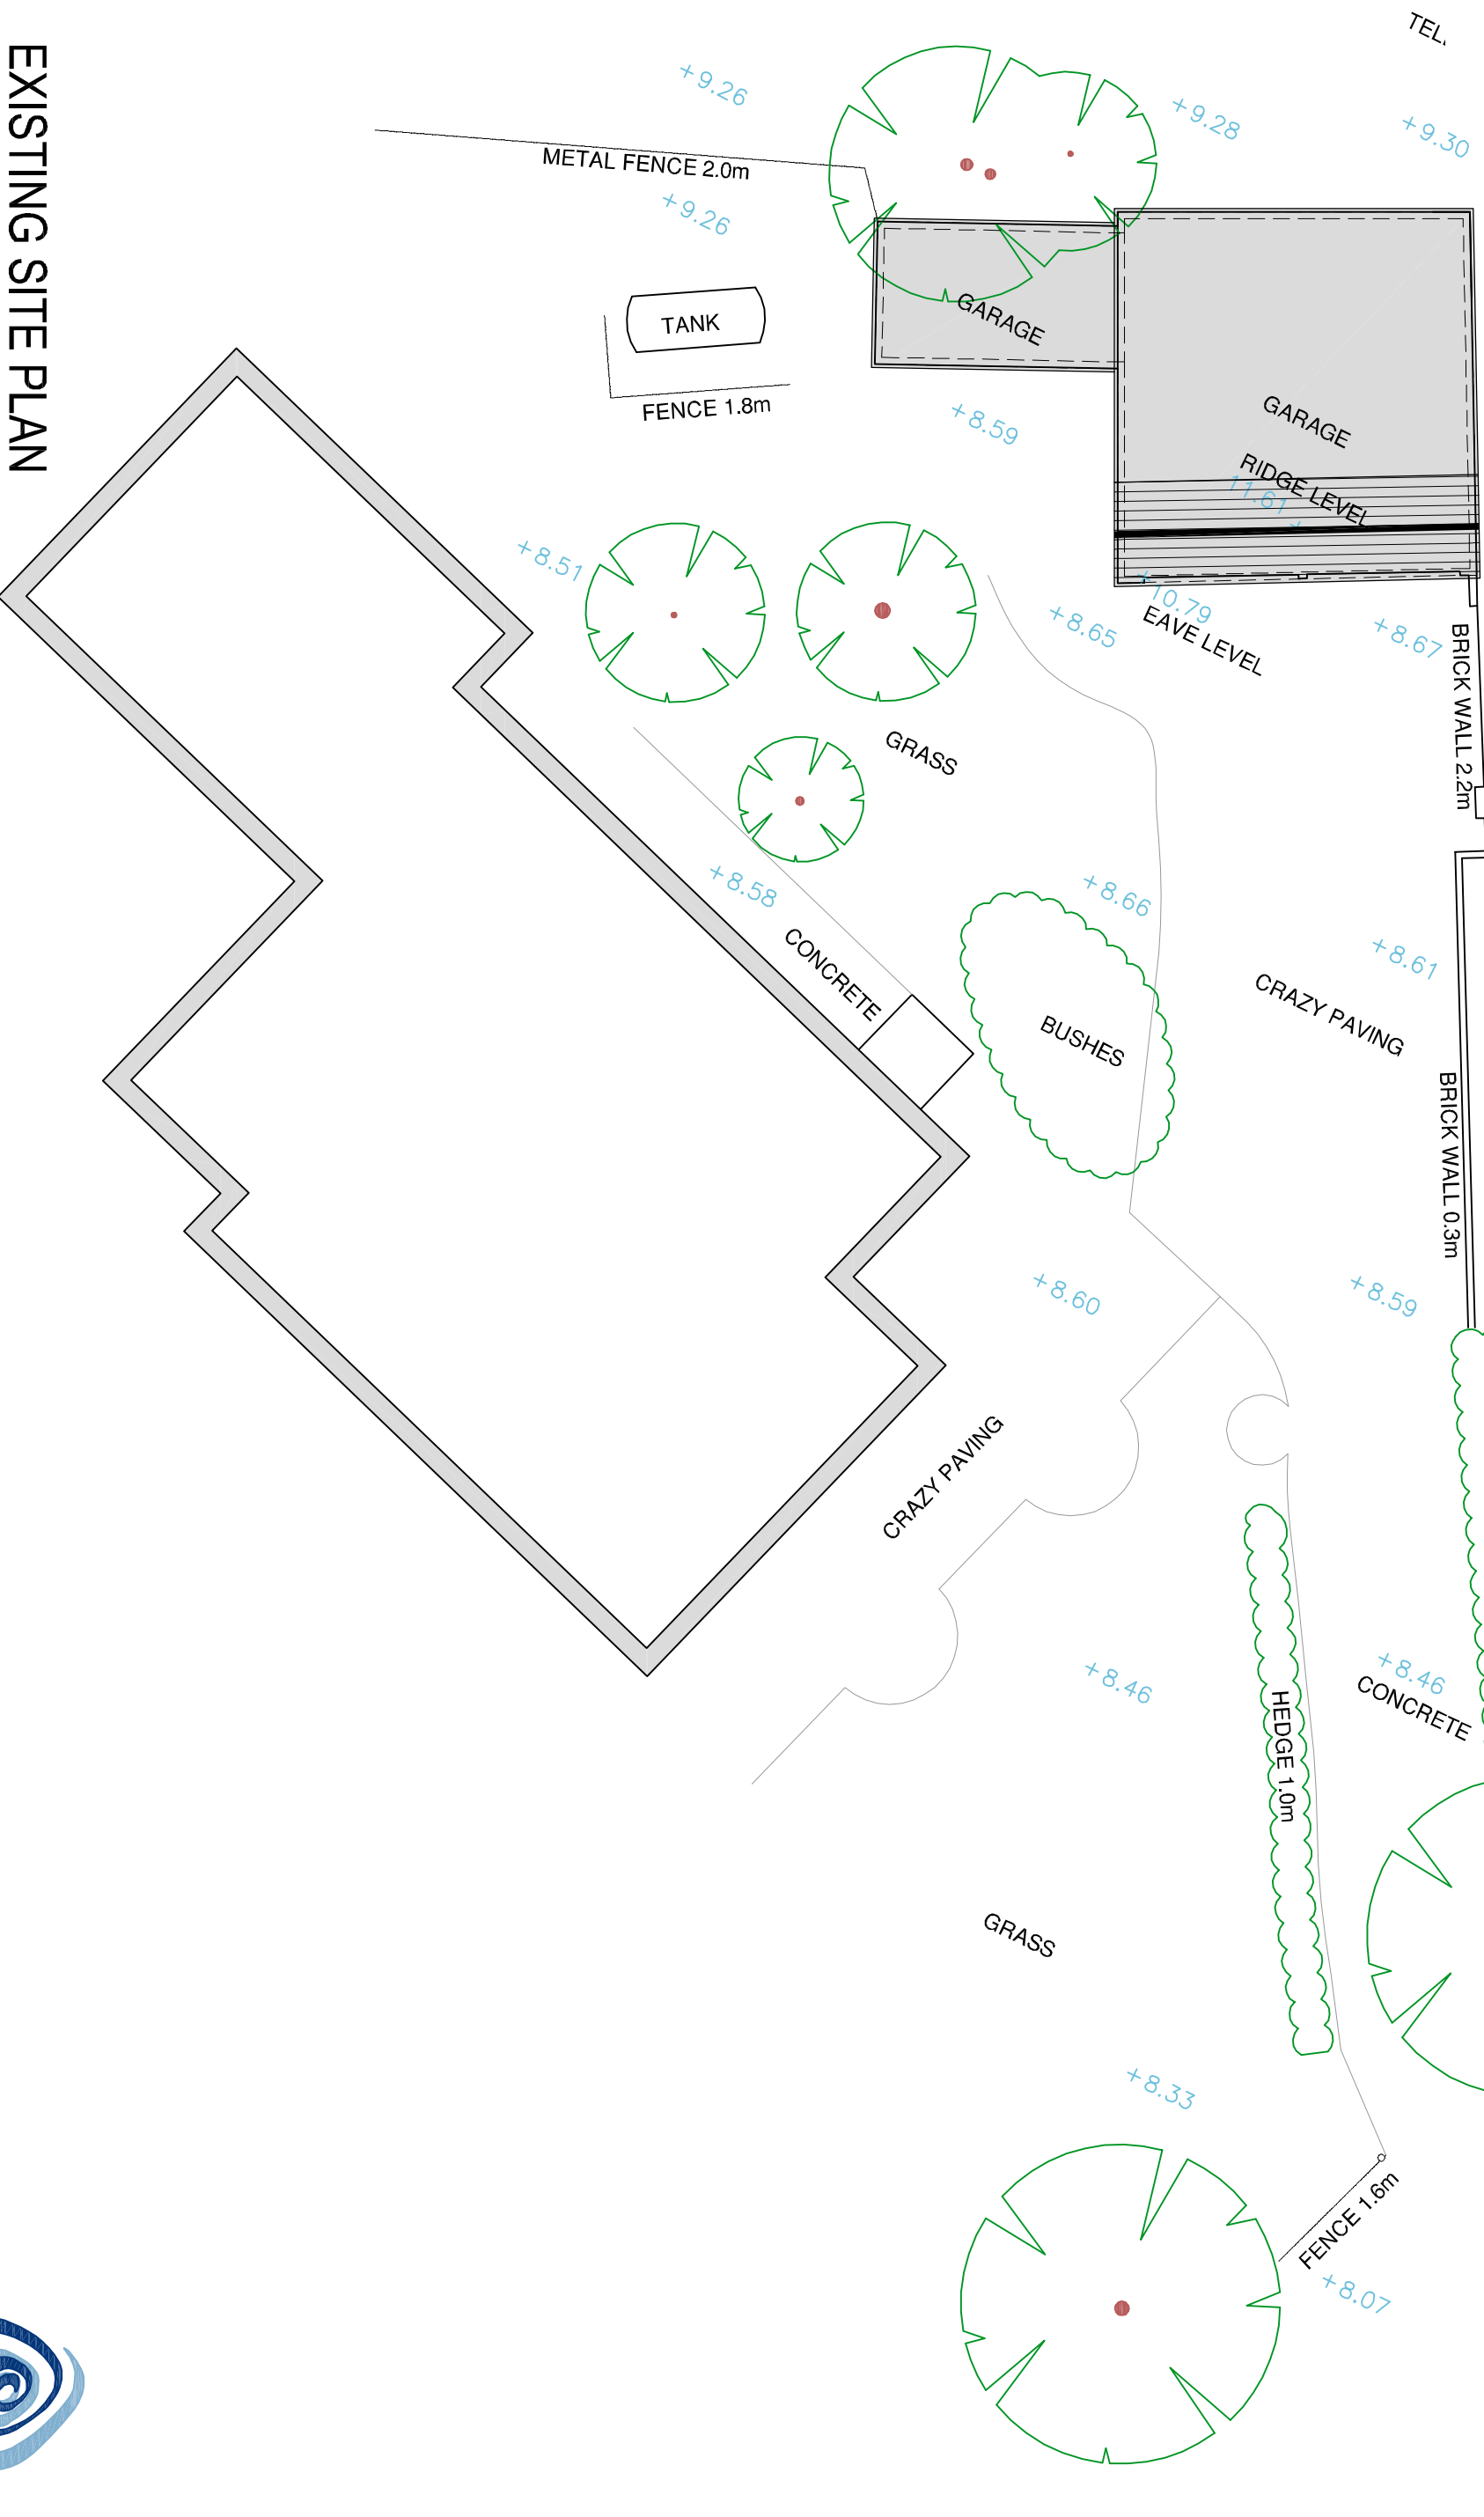 EXISTING SITE PLAN
TEL.
+9.26
+9.28
+9.30
METAL FENCE 2.0m
+9.26
TANK
GARAGE
FENCE 1.8m
+8.59
GARAGE
RIDGE LEVEL
11.61 +
+8.51
+10.79
EAVE LEVEL
+8.65
+8.67
BRICK WALL 2.2m
GRASS
+8.58
+8.66
CONCRETE
+8.61
CRAZY PAVING
BUSHES
BRICK WALL 0.3m
+8.60
+8.59
CRAZY PAVING
+8.46
+8.46
CONCRETE
HEDGE 1.0m
GRASS
+8.33
FENCE 1.6m
+8.07